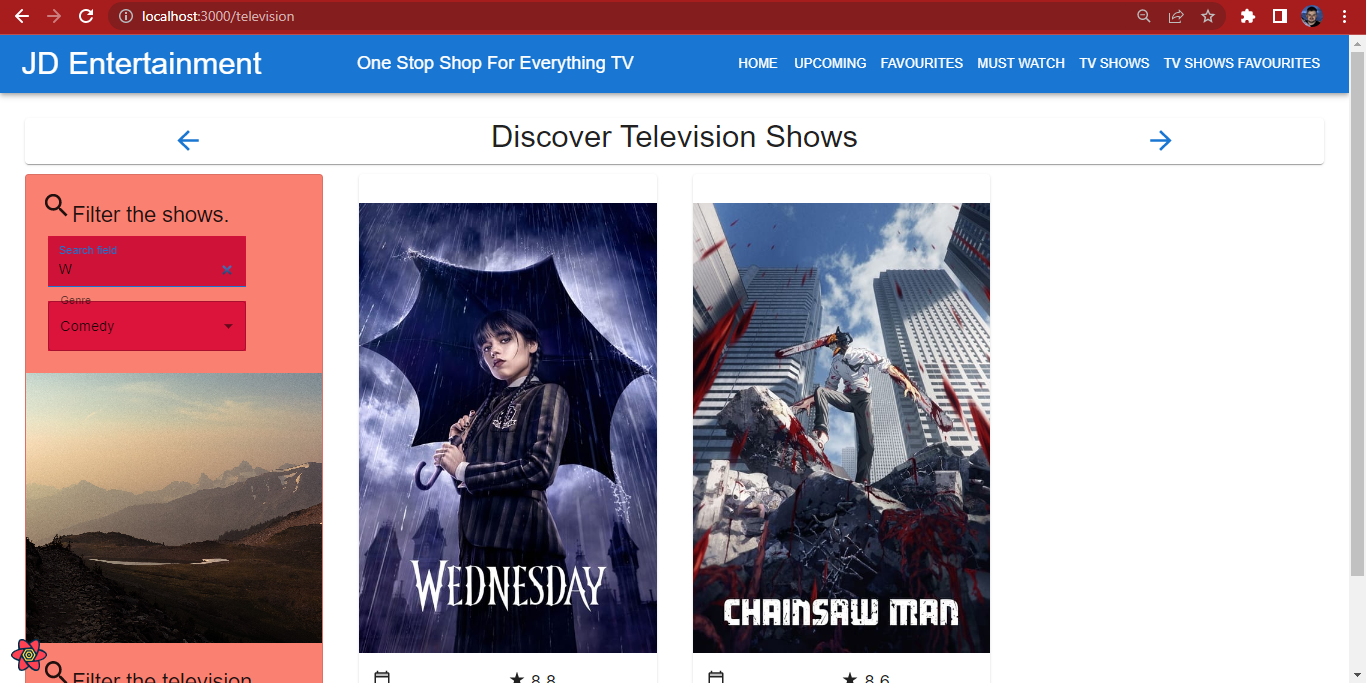 localhost:3000/television
JD Entertainment
One Stop Shop For Everything TV
HOME UPCOMING FAVOURITES MUST WATCH TV SHOWS TV SHOWS FAVOURITES
Discover Television Shows
Filter the shows.
Search field
W
Genre
Comedy
WEDNESDAY
CHAINSAW MAN
Filter the television
8.8
8.6